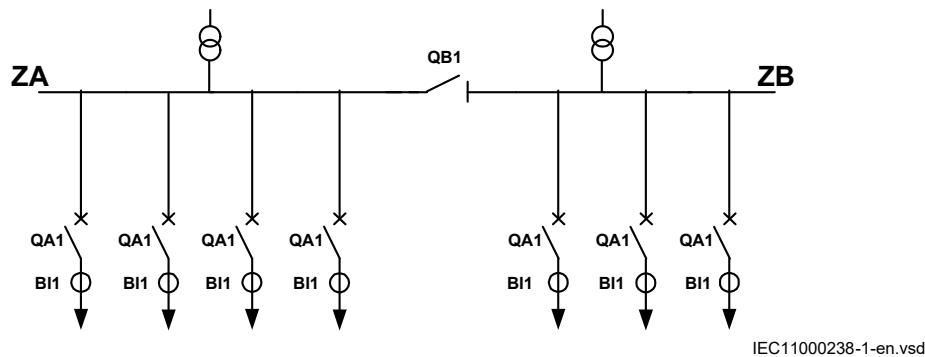 QB1
ZA ZB
QA1 QA1 QA1 QA1 QA1 QA1 QA1
BI1 BI1 BI1 BI1 BI1 BI1 BI1
IEC11000238-1-en.vsd